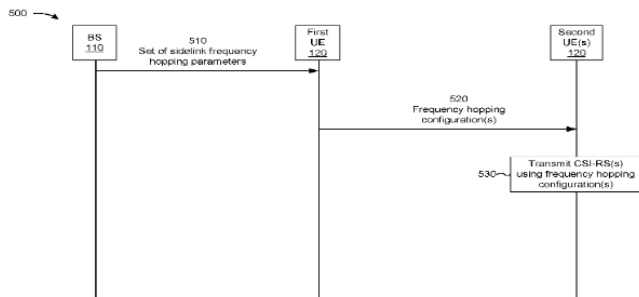 500
BS
110
First
UE
120
Second
UE(s)
120
510
Set of sidelink frequency
hopping parameters
520
Frequency hopping
configuration(s)
530
Transmit CSI-RS(s)
using frequency hopping
configuration(s)